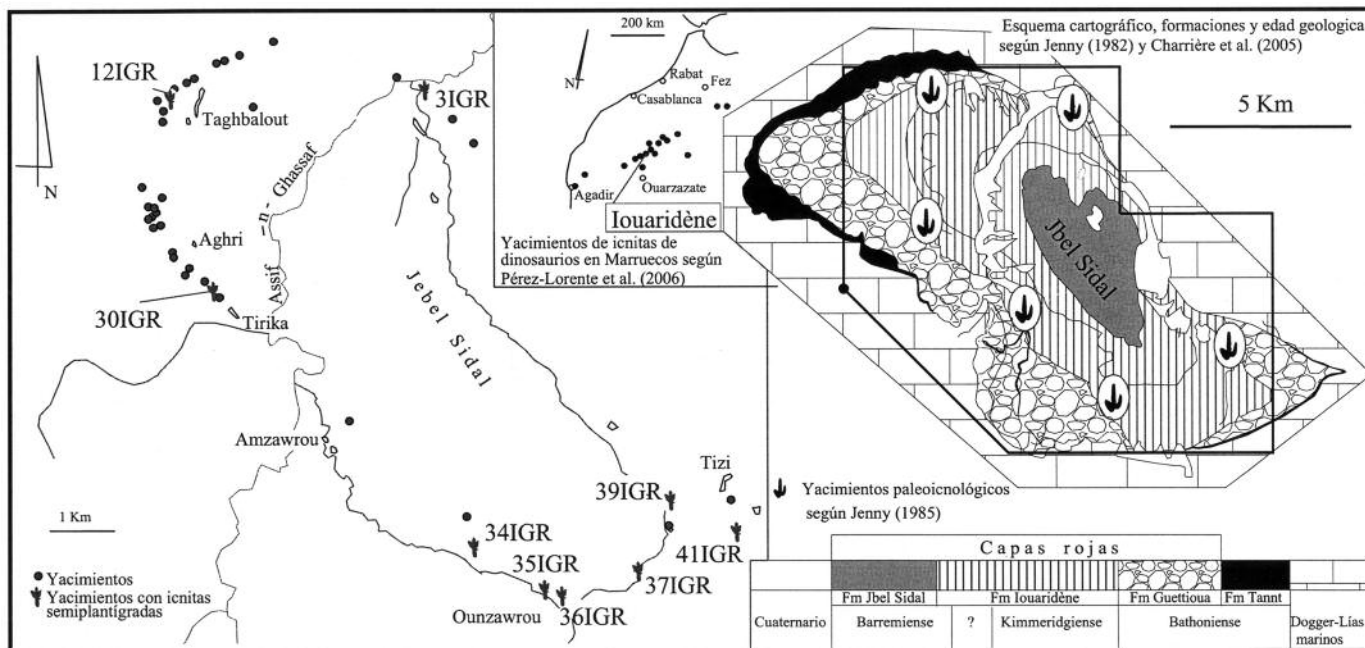 12IGR
Taghbalout
3IGR
N
Assif -n- Ghassaf
Aghri
30IGR
Tirika
Jebel Sidal
Amzawrou
1 Km
Tizi
39IGR
34IGR
41IGR
35IGR
37IGR
Ounzawrou
36IGR
Yacimientos
Yacimientos con icnitas
semiplantígradas
200 km
N
Rabat
Fez
Casablanca
Agadir
Ouarzazate
Iouaridène
Yacimientos de icnitas de
dinosaurios en Marruecos según
Pérez-Lorente et al. (2006)
Esquema cartográfico, formaciones y edad geologica
según Jenny (1982) y Charrière et al. (2005)
5 Km
Jbel Sidal
Yacimientos paleoicnológicos
según Jenny (1985)
Capas rojas
Fm Jbel Sidal
Fm Iouaridène
Fm Guettioua
Fm Tannt
Cuaternario
Barremiense
?
Kimmeridgiense
Bathoniense
Dogger-Lías
marinos